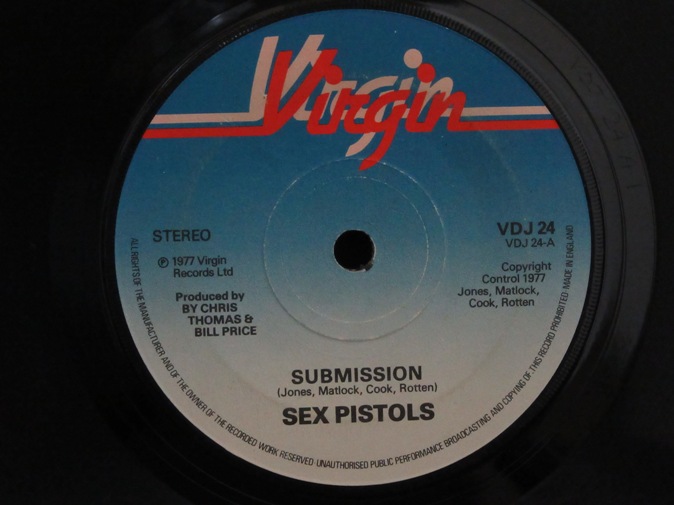 Virgin
STEREO
VDJ 24
VDJ 24-A
℗ 1977 Virgin
Records Ltd
Copyright
Control 1977
Jones, Matlock,
Cook, Rotten
Produced by
BY CHRIS
THOMAS &
BILL PRICE
SUBMISSION
(Jones, Matlock, Cook, Rotten)
SEX PISTOLS
ALL RIGHTS OF THE MANUFACTURER AND OF THE OWNER OF THE RECORDED WORK RESERVED·UNAUTHORISED PUBLIC PERFORMANCE BROADCASTING AND COPYING OF THIS RECORD PROHIBITED MADE IN ENGLAND